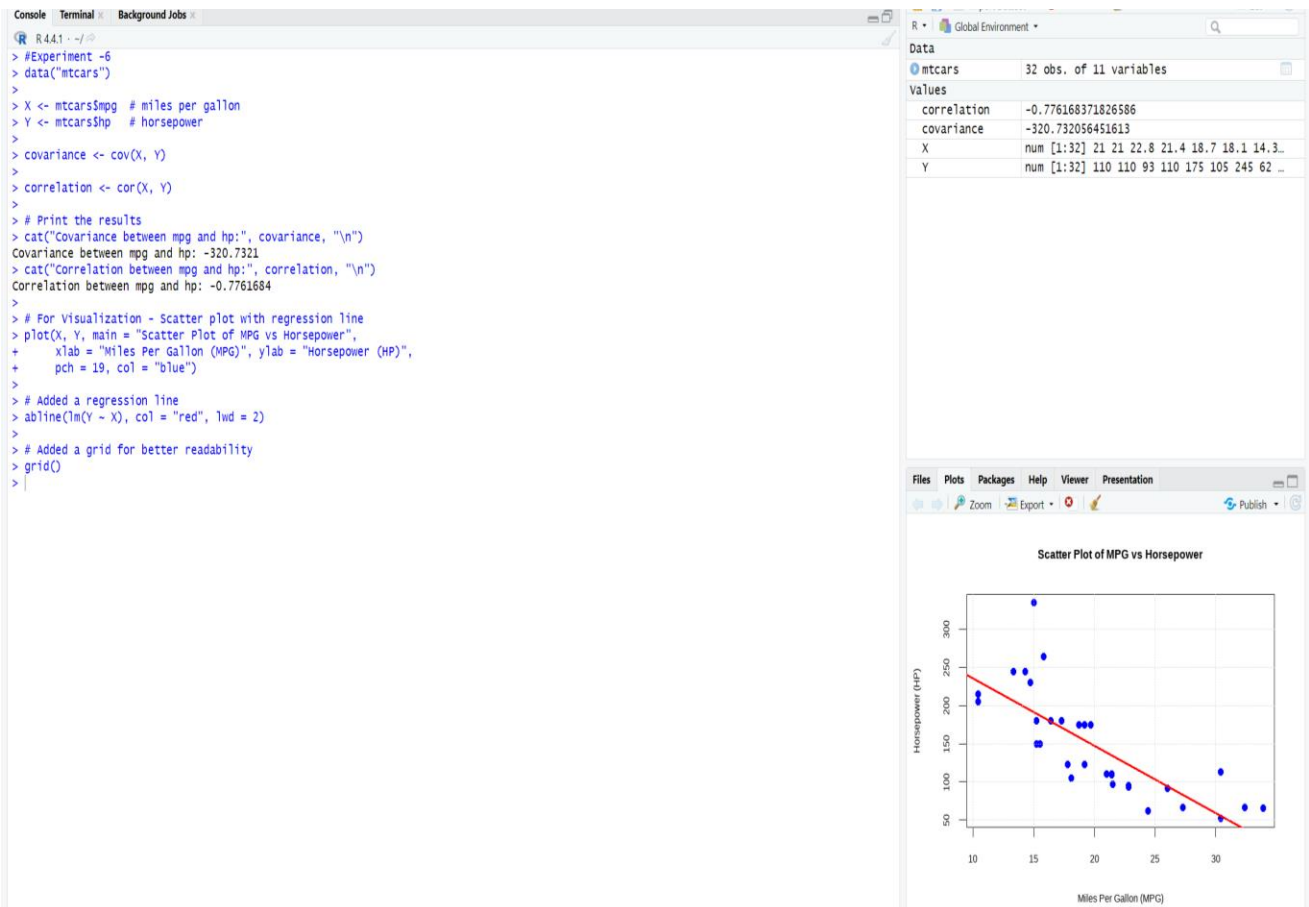 Console Terminal × Background Jobs ×
R 4.4.1 · ~/
> #Experiment -6
> data("mtcars")
>
> X <- mtcars$mpg # miles per gallon
> Y <- mtcars$hp # horsepower
>
> covariance <- cov(X, Y)
>
> correlation <- cor(X, Y)
>
> # Print the results
> cat("Covariance between mpg and hp:", covariance, "\n")
Covariance between mpg and hp: -320.7321
> cat("Correlation between mpg and hp:", correlation, "\n")
Correlation between mpg and hp: -0.7761684
>
> # For Visualization - Scatter plot with regression line
> plot(X, Y, main = "Scatter Plot of MPG vs Horsepower",
+ xlab = "Miles Per Gallon (MPG)", ylab = "Horsepower (HP)",
+ pch = 19, col = "blue")
>
> # Added a regression line
> abline(lm(Y ~ X), col = "red", lwd = 2)
>
> # Added a grid for better readability
> grid()
>
R Global Environment
Data
mtcars 32 obs. of 11 variables
Values
correlation -0.776168371826586
covariance -320.732056451613
X num [1:32] 21 21 22.8 21.4 18.7 18.1 14.3…
Y num [1:32] 110 110 93 110 175 105 245 62 …
Files Plots Packages Help Viewer Presentation
Zoom Export Publish
Scatter Plot of MPG vs Horsepower
Horsepower (HP)
300
250
200
150
100
50
10 15 20 25 30
Miles Per Gallon (MPG)